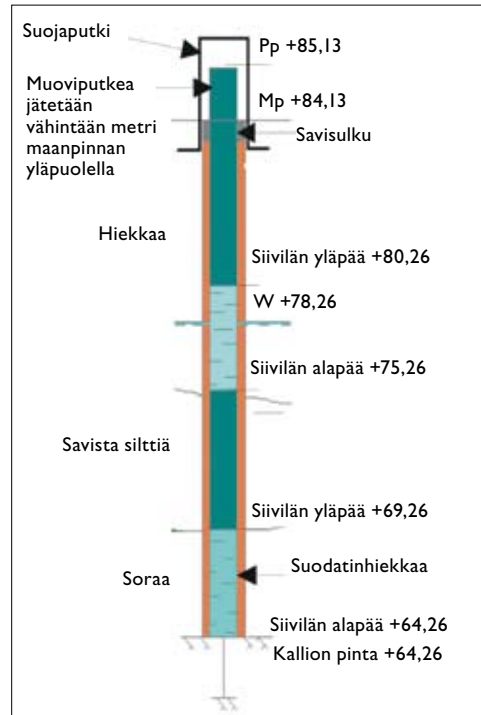 Suojaputki
Pp +85,13
Muoviputkea
jätetään
vähintään metri
maanpinnan
yläpuolella
Mp +84,13
Savisulku
Hiekkaa
Siivilän yläpää +80,26
W +78,26
Siivilän alapää +75,26
Savista silttiä
Siivilän yläpää +69,26
Suodatinhiekkaa
Soraa
Siivilän alapää +64,26
Kallion pinta +64,26